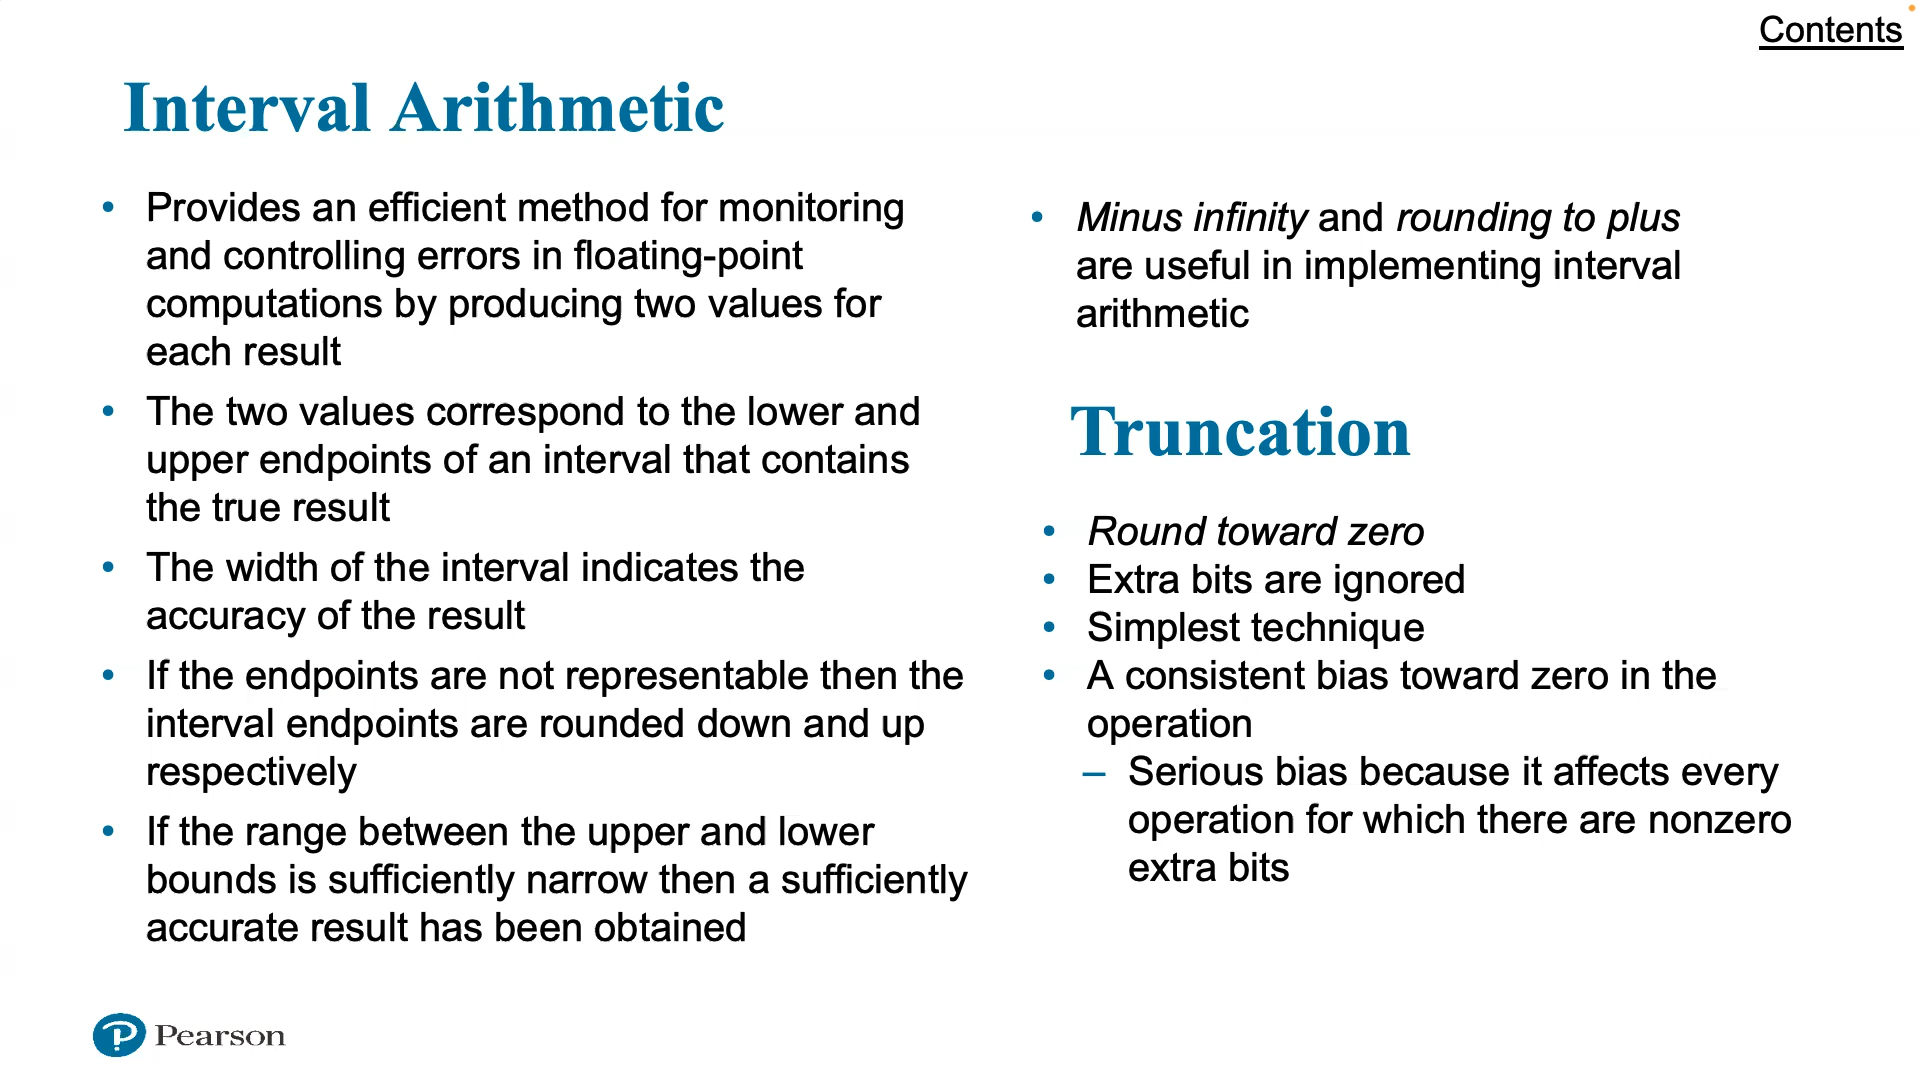 Contents
Interval Arithmetic
• Provides an efficient method for monitoring
and controlling errors in floating-point
computations by producing two values for
each result
• The two values correspond to the lower and
upper endpoints of an interval that contains
the true result
• The width of the interval indicates the
accuracy of the result
• If the endpoints are not representable then the
interval endpoints are rounded down and up
respectively
• If the range between the upper and lower
bounds is sufficiently narrow then a sufficiently
accurate result has been obtained
• Minus infinity and rounding to plus
are useful in implementing interval
arithmetic
Truncation
• Round toward zero
• Extra bits are ignored
• Simplest technique
• A consistent bias toward zero in the
operation
– Serious bias because it affects every
operation for which there are nonzero
extra bits
Pearson